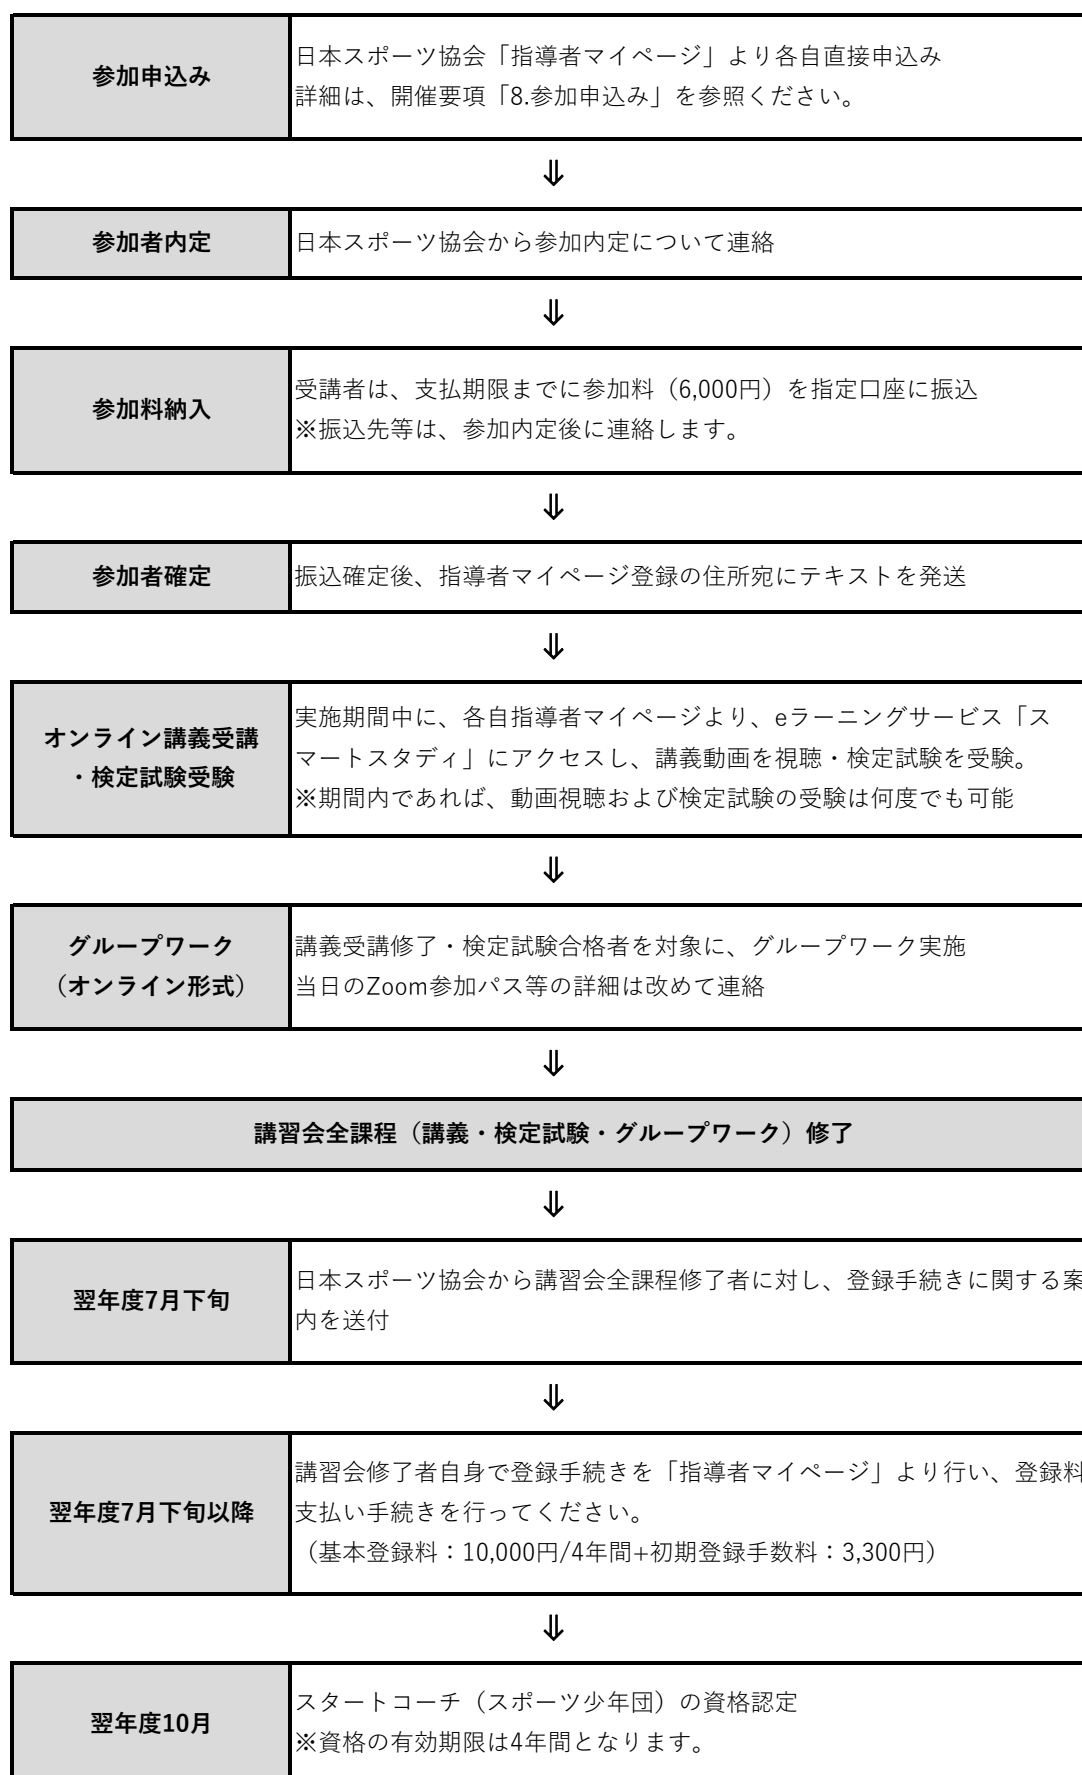 参加申込み
日本スポーツ協会「指導者マイページ」より各自直接申込み
詳細は、開催要項「8.参加申込み」を参照ください。
⇓
参加者内定
日本スポーツ協会から参加内定について連絡
⇓
参加料納入
受講者は、支払期限までに参加料（6,000円）を指定口座に振込
※振込先等は、参加内定後に連絡します。
⇓
参加者確定
振込確定後、指導者マイページ登録の住所宛にテキストを発送
⇓
オンライン講義受講
・検定試験受験
実施期間中に、各自指導者マイページより、eラーニングサービス「ス
マートスタディ」にアクセスし、講義動画を視聴・検定試験を受験。
※期間内であれば、動画視聴および検定試験の受験は何度でも可能
⇓
グループワーク
（オンライン形式）
講義受講修了・検定試験合格者を対象に、グループワーク実施
当日のZoom参加パス等の詳細は改めて連絡
⇓
講習会全課程（講義・検定試験・グループワーク）修了
⇓
翌年度7月下旬
日本スポーツ協会から講習会全課程修了者に対し、登録手続きに関する案
内を送付
⇓
翌年度7月下旬以降
講習会修了者自身で登録手続きを「指導者マイページ」より行い、登録料
支払い手続きを行ってください。
（基本登録料：10,000円/4年間+初期登録手数料：3,300円）
⇓
翌年度10月
スタートコーチ（スポーツ少年団）の資格認定
※資格の有効期限は4年間となります。